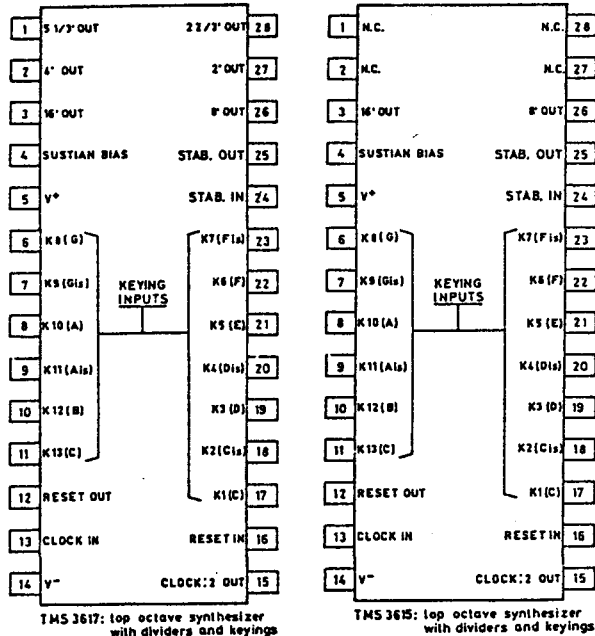 1 5 1/3' OUT 2 2/3' OUT 28
2 4' OUT 2' OUT 27
3 16' OUT 8' OUT 26
4 SUSTIAN BIAS STAB. OUT 25
5 V+ STAB. IN 24
6 K8(G) K7(Fis) 23
7 K9(Gis) K6(F) 22
KEYING
INPUTS
8 K10(A) K5(E) 21
9 K11(Ais) K4(Dis) 20
10 K12(B) K3(D) 19
11 K13(C) K2(Cis) 18
K1(C) 17
12 RESET OUT
13 CLOCK IN RESET IN 16
14 V- CLOCK:2 OUT 15
TMS 3617: top octave synthesizer
with dividers and keyings
1 N.C. N.C. 28
2 N.C. N.C. 27
3 16' OUT 8' OUT 26
4 SUSTIAN BIAS STAB. OUT 25
5 V+ STAB. IN 24
6 K8(G) K7(Fis) 23
7 K9(Gis) K6(F) 22
KEYING
INPUTS
8 K10(A) K5(E) 21
9 K11(Ais) K4(Dis) 20
10 K12(B) K3(D) 19
11 K13(C) K2(Cis) 18
12 RESET OUT K1(C) 17
13 CLOCK IN RESET IN 16
14 V- CLOCK:2 OUT 15
TMS 3615: top octave synthesizer
with dividers and keyings